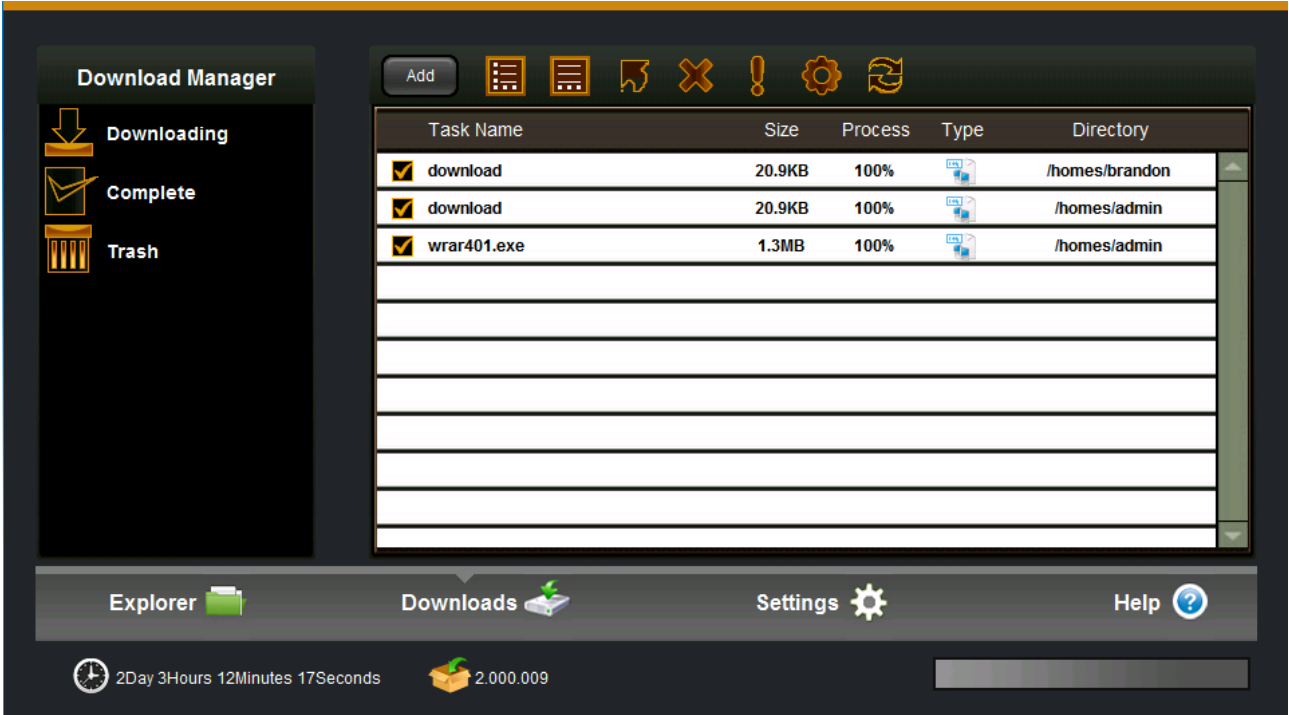 Download Manager
Downloading
Complete
Trash
Add
Task Name Size Process Type Directory
download 20.9KB 100% /homes/brandon
download 20.9KB 100% /homes/admin
wrar401.exe 1.3MB 100% /homes/admin
Explorer Downloads Settings Help ?
2Day 3Hours 12Minutes 17Seconds 2.000.009